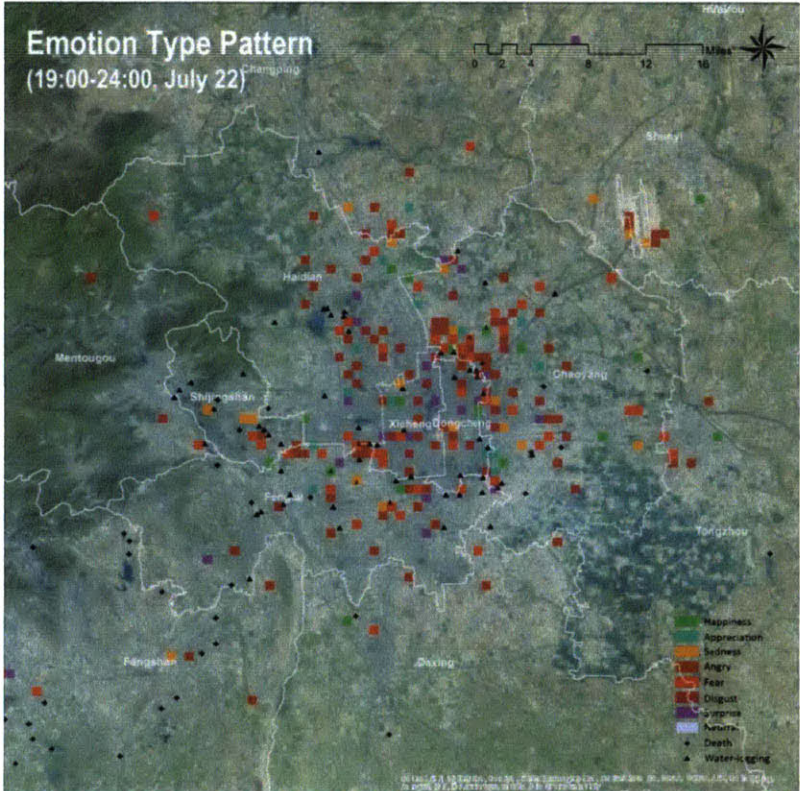 Huairou
Emotion Type Pattern
(19:00-24:00, July 22)
Changping
Miles
0 2 4 8 12 16
Shunyi
Haidian
Mentougou
Chaoyang
Shijingshan
Xicheng Dongcheng
Fengtai
Tongzhou
Fangshan
Daxing
Happiness
Appreciation
Sadness
Angry
Fear
Disgust
Surprise
Neutral
Death
Water-logging